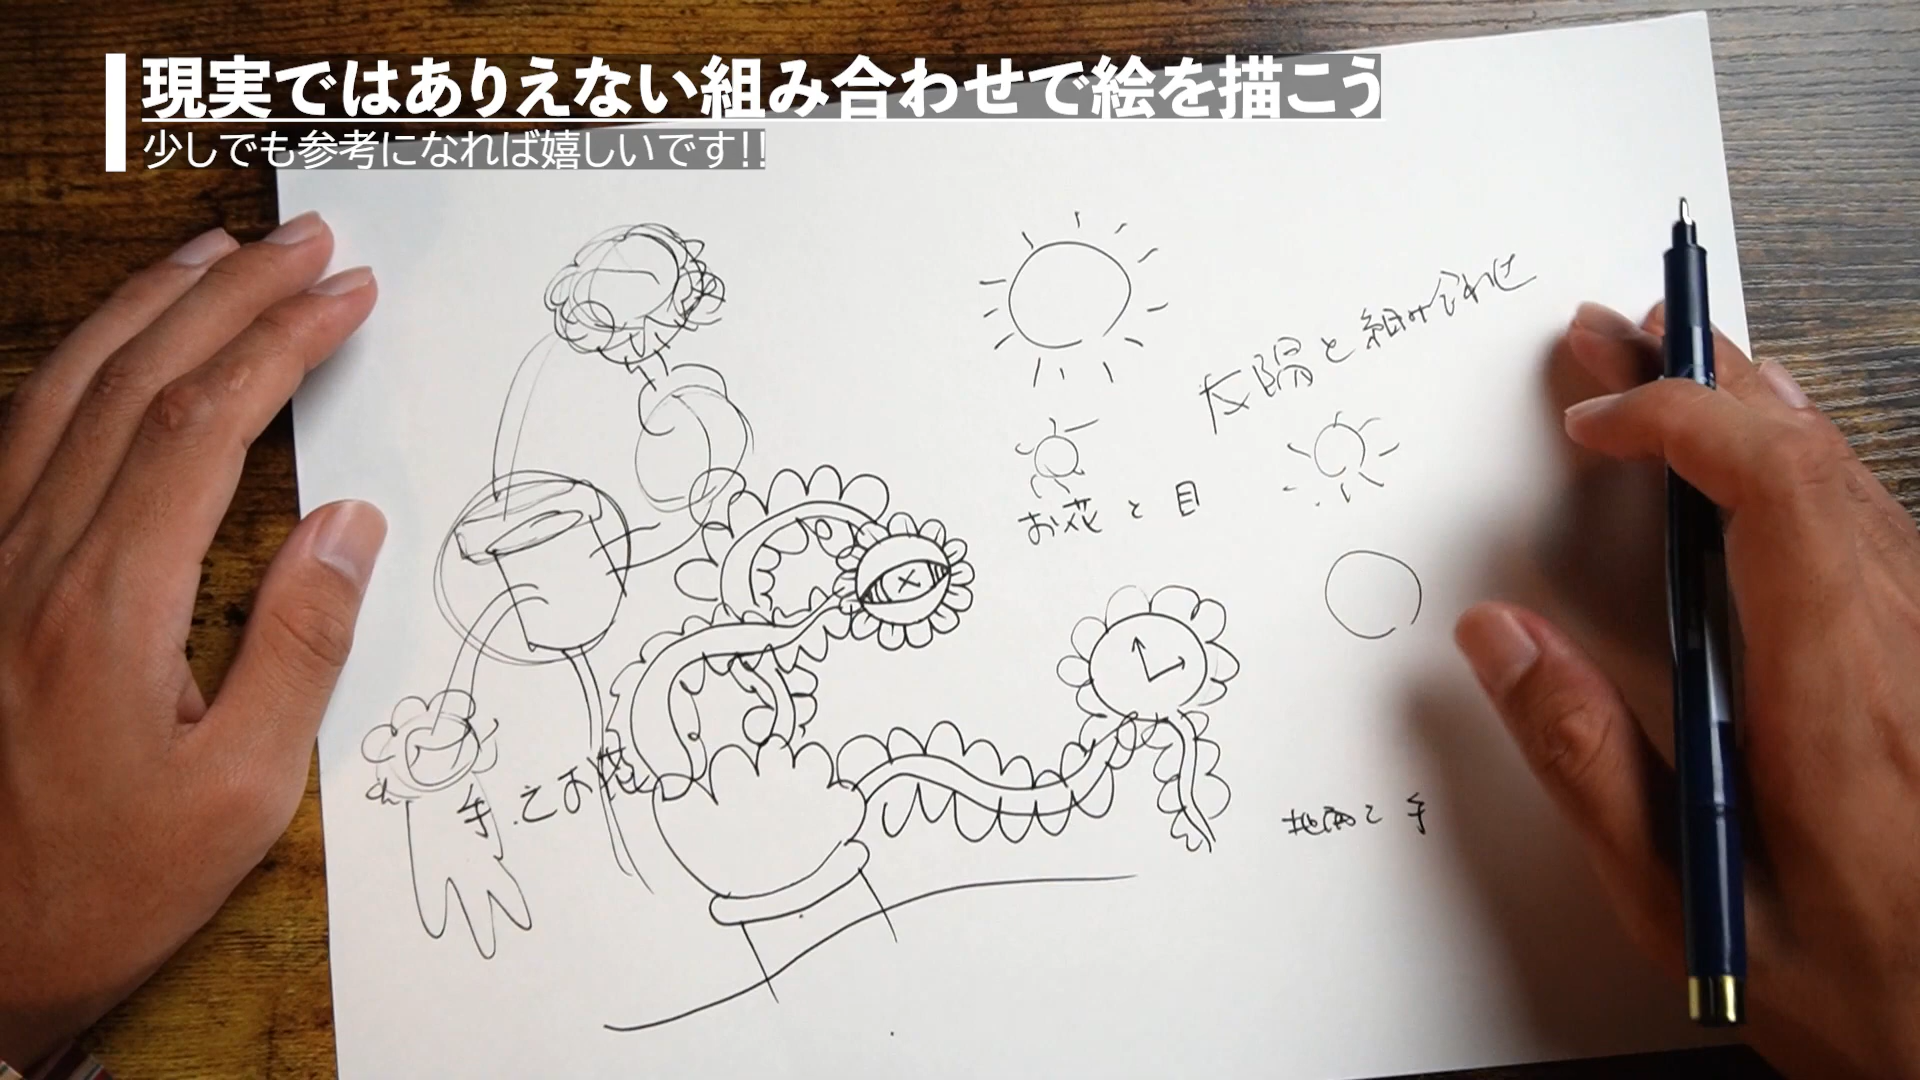 現実ではありえない組み合わせで絵を描こう
少しでも参考になれば嬉しいです!!
太陽と組み合わせ
お花と目
手とお花
地面と手